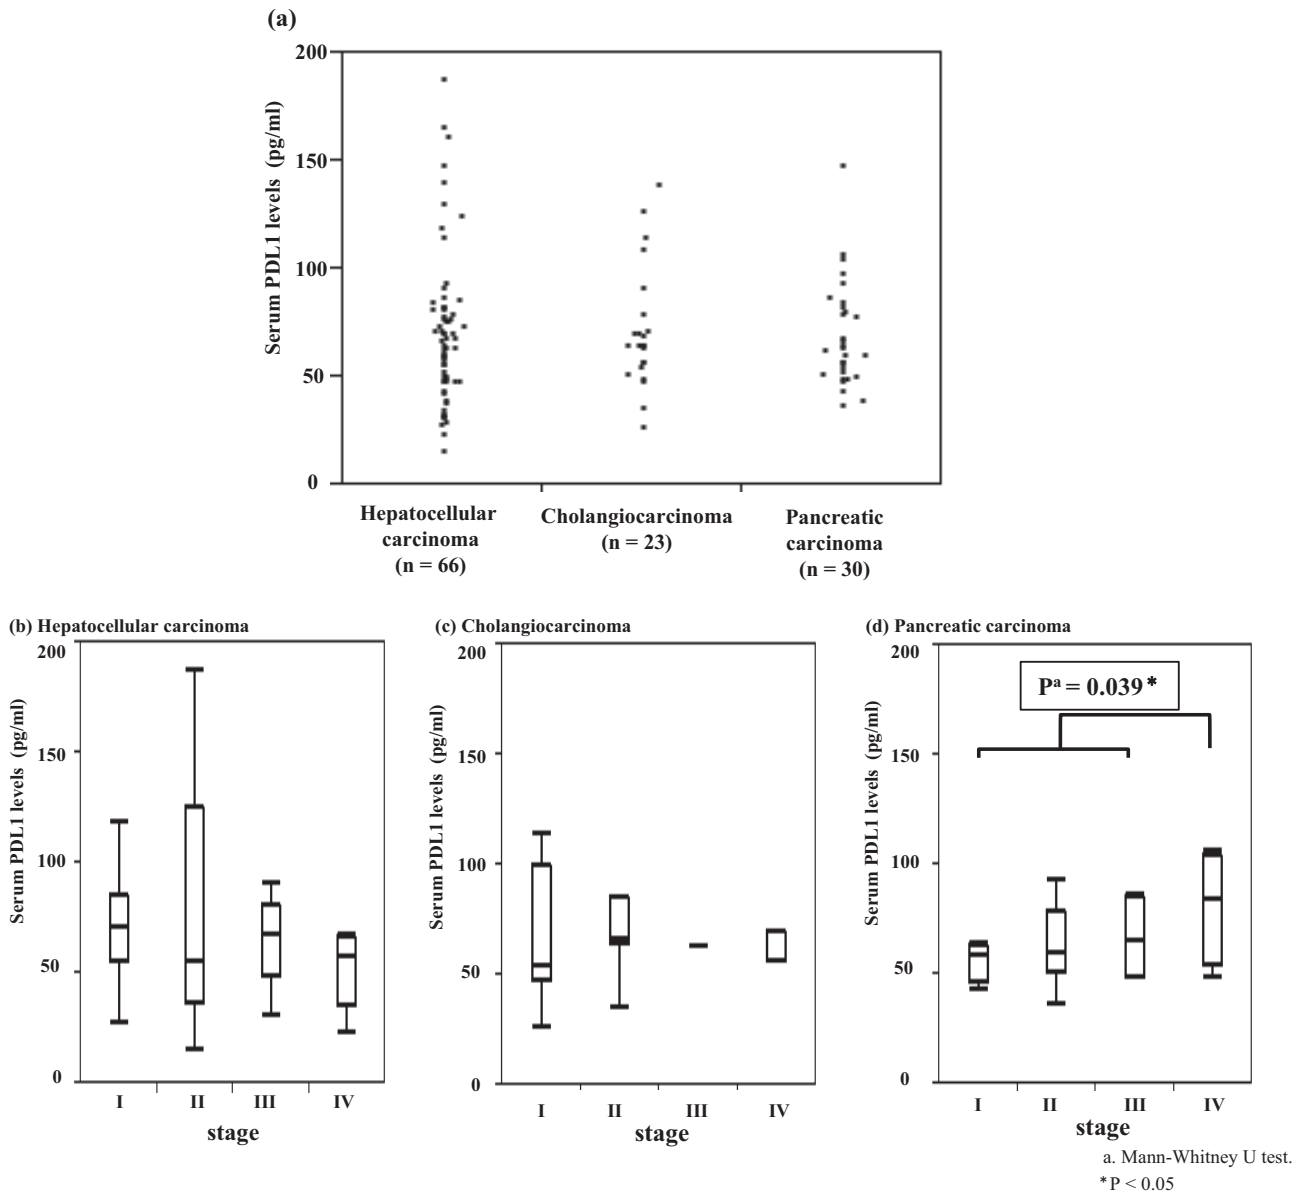 (a)
Serum PDL1 levels (pg/ml)
200
150
100
50
0
Hepatocellular
carcinoma
(n = 66)
Cholangiocarcinoma
(n = 23)
Pancreatic
carcinoma
(n = 30)
(b) Hepatocellular carcinoma
Serum PDL1 levels (pg/ml)
200
150
100
50
0
I II III IV
stage
(c) Cholangiocarcinoma
Serum PDL1 levels (pg/ml)
200
150
100
50
0
I II III IV
stage
(d) Pancreatic carcinoma
Serum PDL1 levels (pg/ml)
200
150
100
50
0
Pᵃ = 0.039*
I II III IV
stage
a. Mann-Whitney U test.
*P < 0.05